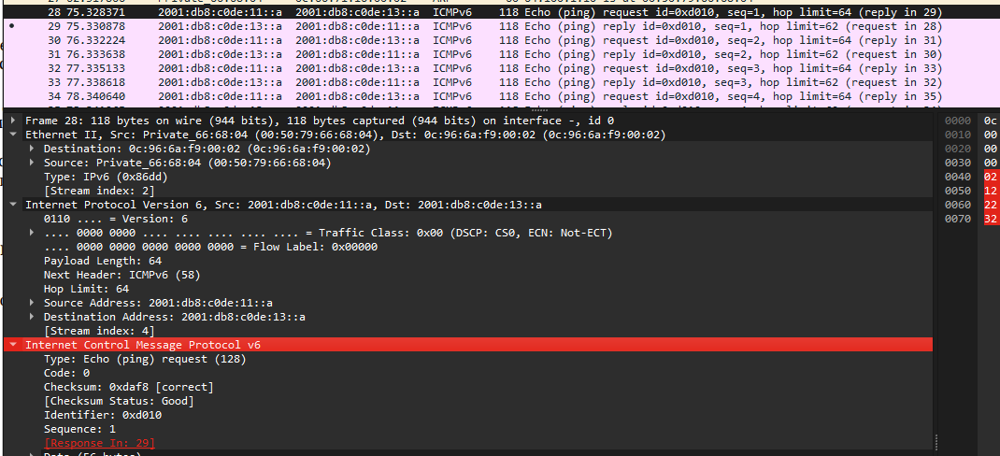 28 75.328371 2001:db8:c0de:11::a 2001:db8:c0de:13::a ICMPv6 118 Echo (ping) request id=0xd010, seq=1, hop limit=64 (reply in 29)
29 75.330878 2001:db8:c0de:13::a 2001:db8:c0de:11::a ICMPv6 118 Echo (ping) reply id=0xd010, seq=1, hop limit=62 (request in 28)
30 76.332224 2001:db8:c0de:11::a 2001:db8:c0de:13::a ICMPv6 118 Echo (ping) request id=0xd010, seq=2, hop limit=64 (reply in 31)
31 76.333638 2001:db8:c0de:13::a 2001:db8:c0de:11::a ICMPv6 118 Echo (ping) reply id=0xd010, seq=2, hop limit=62 (request in 30)
32 77.335133 2001:db8:c0de:11::a 2001:db8:c0de:13::a ICMPv6 118 Echo (ping) request id=0xd010, seq=3, hop limit=64 (reply in 33)
33 77.338618 2001:db8:c0de:13::a 2001:db8:c0de:11::a ICMPv6 118 Echo (ping) reply id=0xd010, seq=3, hop limit=62 (request in 32)
34 78.340640 2001:db8:c0de:11::a 2001:db8:c0de:13::a ICMPv6 118 Echo (ping) request id=0xd010, seq=4, hop limit=64 (reply in 35)
Frame 28: 118 bytes on wire (944 bits), 118 bytes captured (944 bits) on interface -, id 0
Ethernet II, Src: Private_66:68:04 (00:50:79:66:68:04), Dst: 0c:96:6a:f9:00:02 (0c:96:6a:f9:00:02)
Destination: 0c:96:6a:f9:00:02 (0c:96:6a:f9:00:02)
Source: Private_66:68:04 (00:50:79:66:68:04)
Type: IPv6 (0x86dd)
[Stream index: 2]
Internet Protocol Version 6, Src: 2001:db8:c0de:11::a, Dst: 2001:db8:c0de:13::a
0110 .... = Version: 6
.... 0000 0000 .... .... .... .... .... = Traffic Class: 0x00 (DSCP: CS0, ECN: Not-ECT)
.... 0000 0000 0000 0000 0000 = Flow Label: 0x00000
Payload Length: 64
Next Header: ICMPv6 (58)
Hop Limit: 64
Source Address: 2001:db8:c0de:11::a
Destination Address: 2001:db8:c0de:13::a
[Stream index: 4]
Internet Control Message Protocol v6
Type: Echo (ping) request (128)
Code: 0
Checksum: 0xdaf8 [correct]
[Checksum Status: Good]
Identifier: 0xd010
Sequence: 1
[Response In: 29]
Data (56 bytes)
0000 0c
0010 00
0020 00
0030 00
0040 02
0050 12
0060 22
0070 32